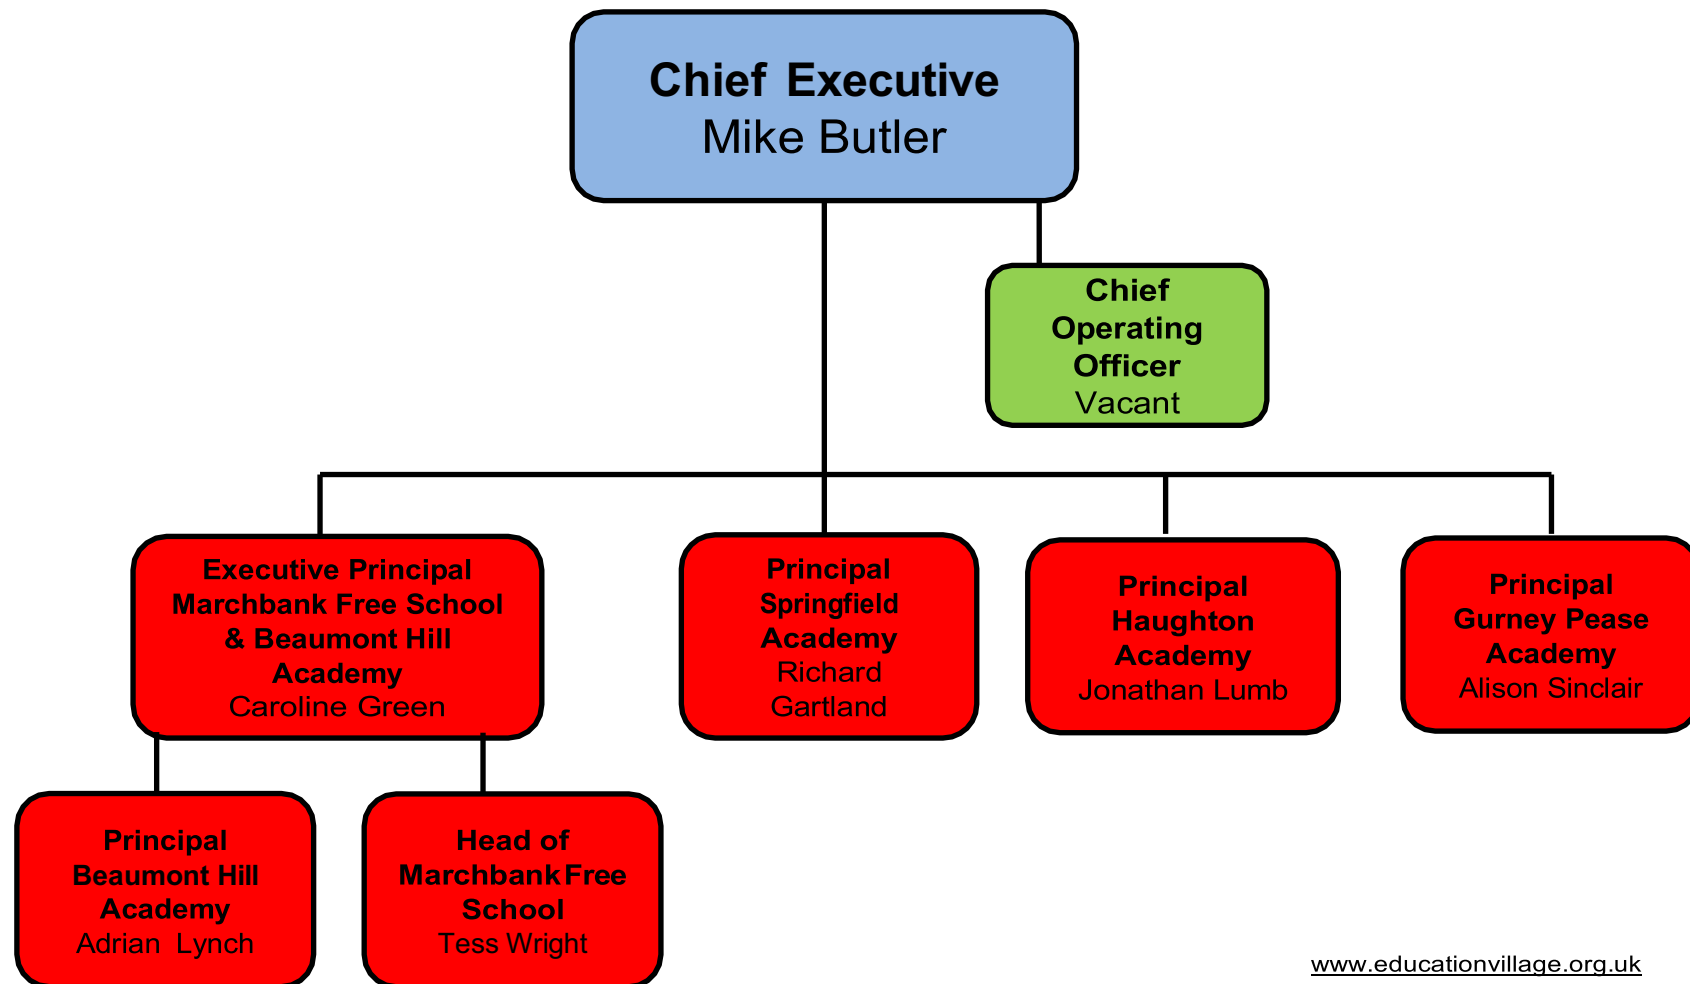 Chief Executive
Mike Butler
Chief
Operating
Officer
Vacant
Executive Principal
Marchbank Free School
& Beaumont Hill
Academy
Caroline Green
Principal
Springfield
Academy
Richard
Gartland
Principal
Haughton
Academy
Jonathan Lumb
Principal
Gurney Pease
Academy
Alison Sinclair
Principal
Beaumont Hill
Academy
Adrian Lynch
Head of
Marchbank Free
School
Tess Wright
www.educationvillage.org.uk